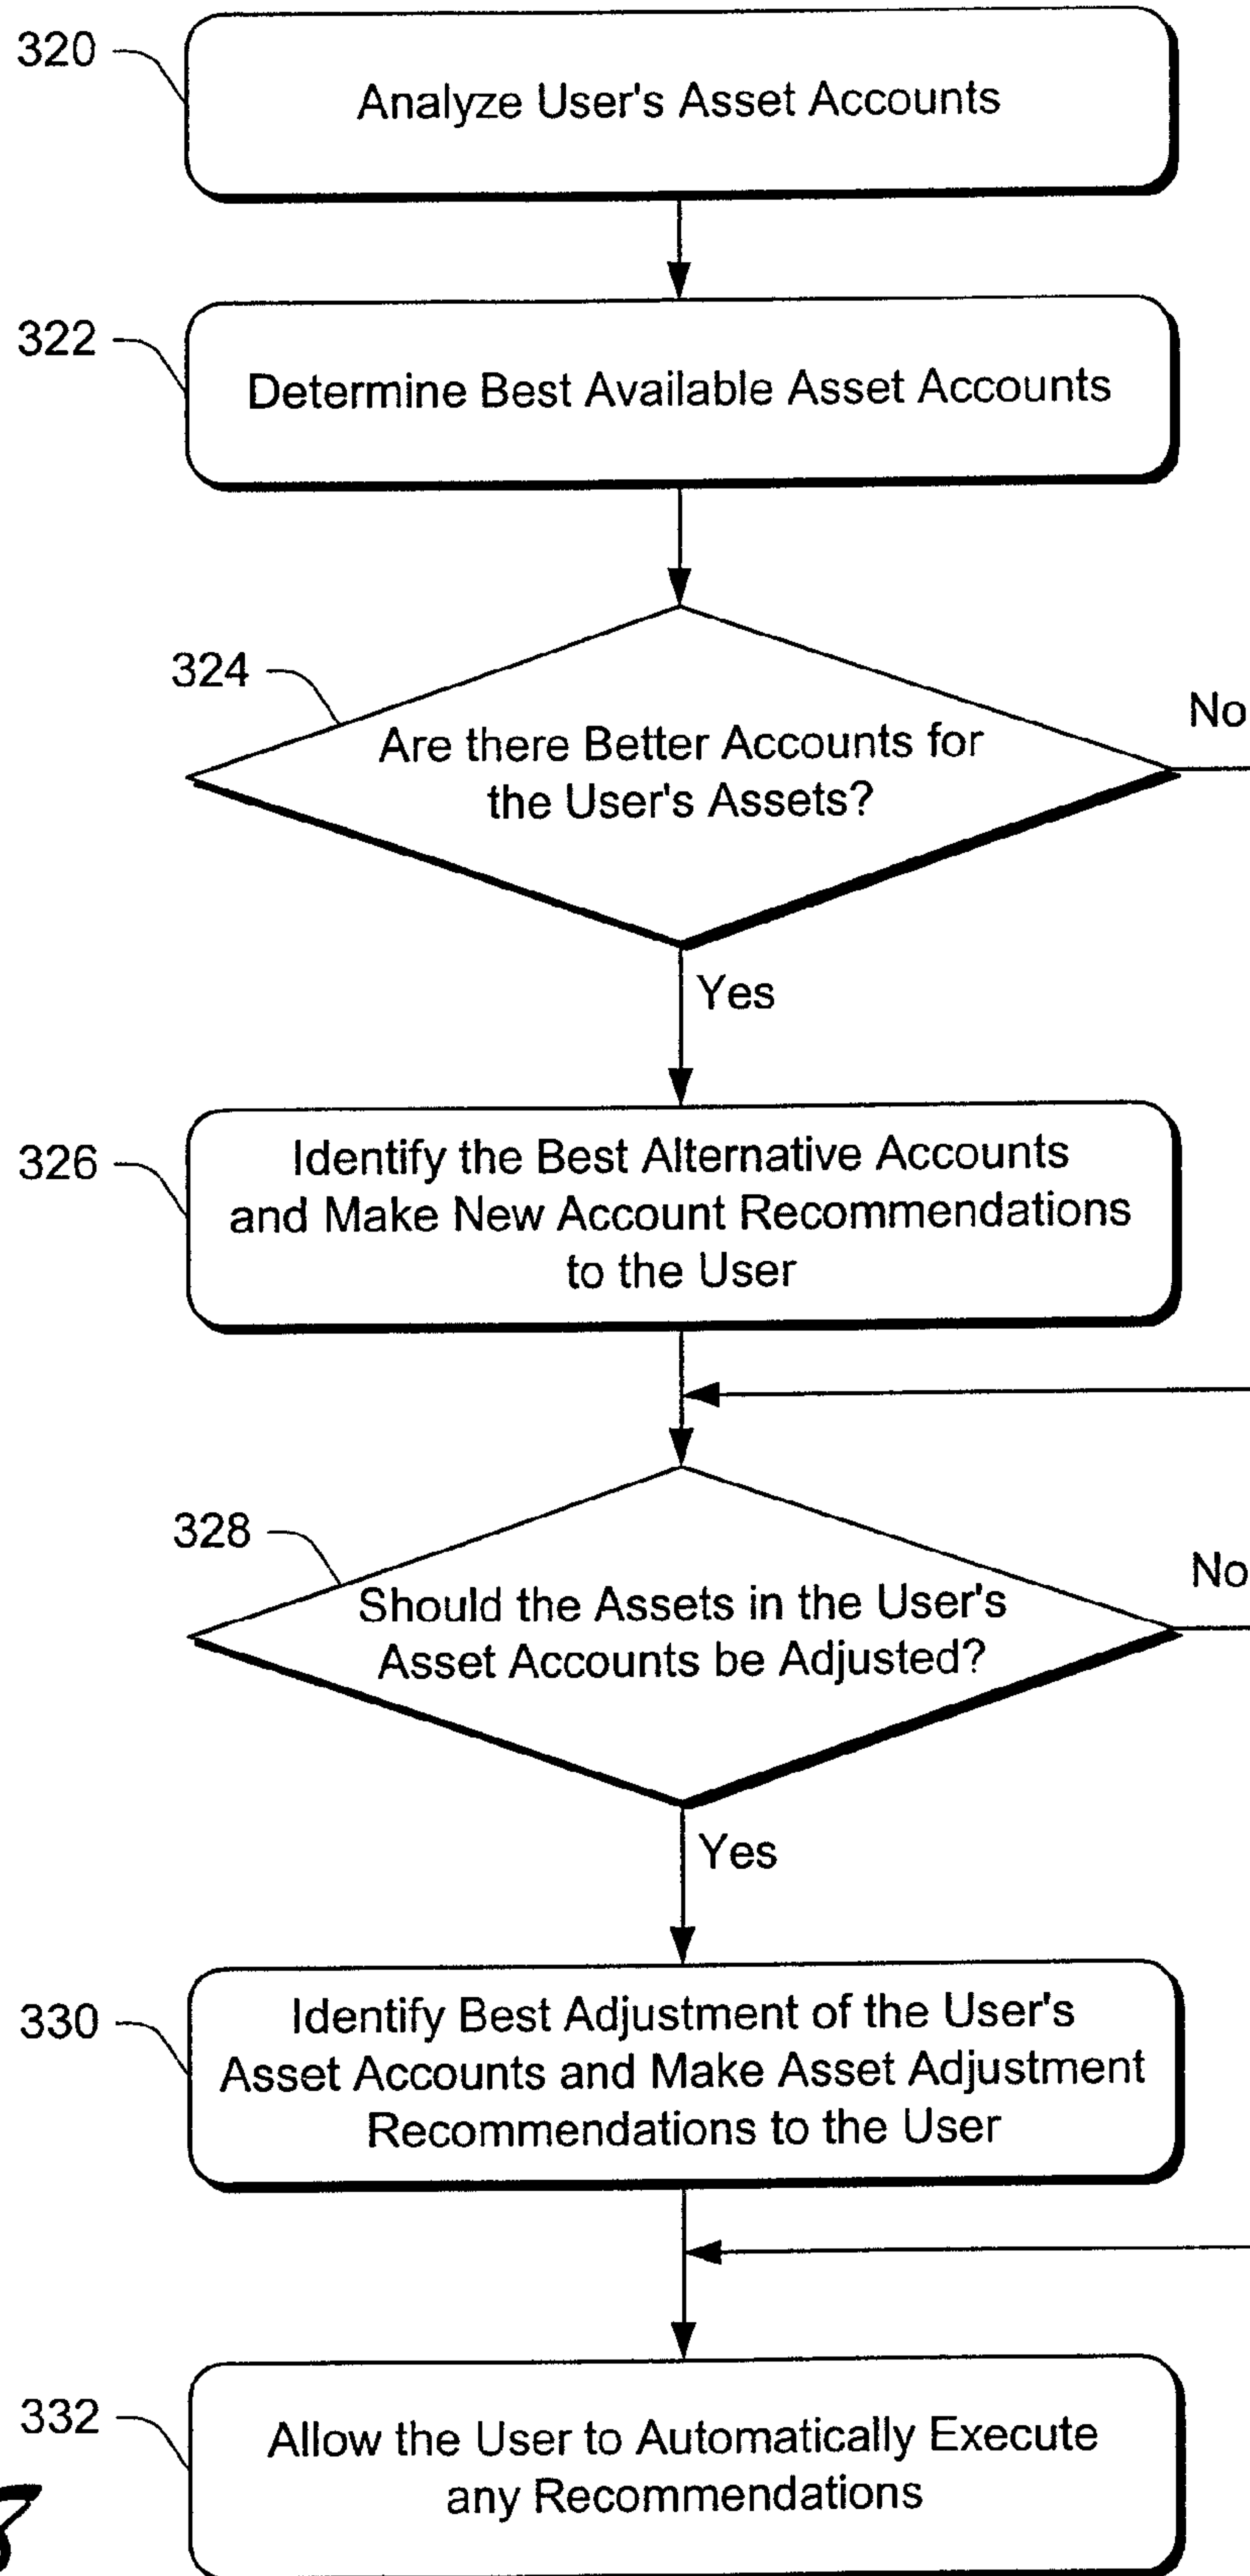 320
Analyze User's Asset Accounts
322
Determine Best Available Asset Accounts
324
Are there Better Accounts for
the User's Assets?
No
Yes
326
Identify the Best Alternative Accounts
and Make New Account Recommendations
to the User
328
Should the Assets in the User's
Asset Accounts be Adjusted?
No
Yes
330
Identify Best Adjustment of the User's
Asset Accounts and Make Asset Adjustment
Recommendations to the User
332
Allow the User to Automatically Execute
any Recommendations